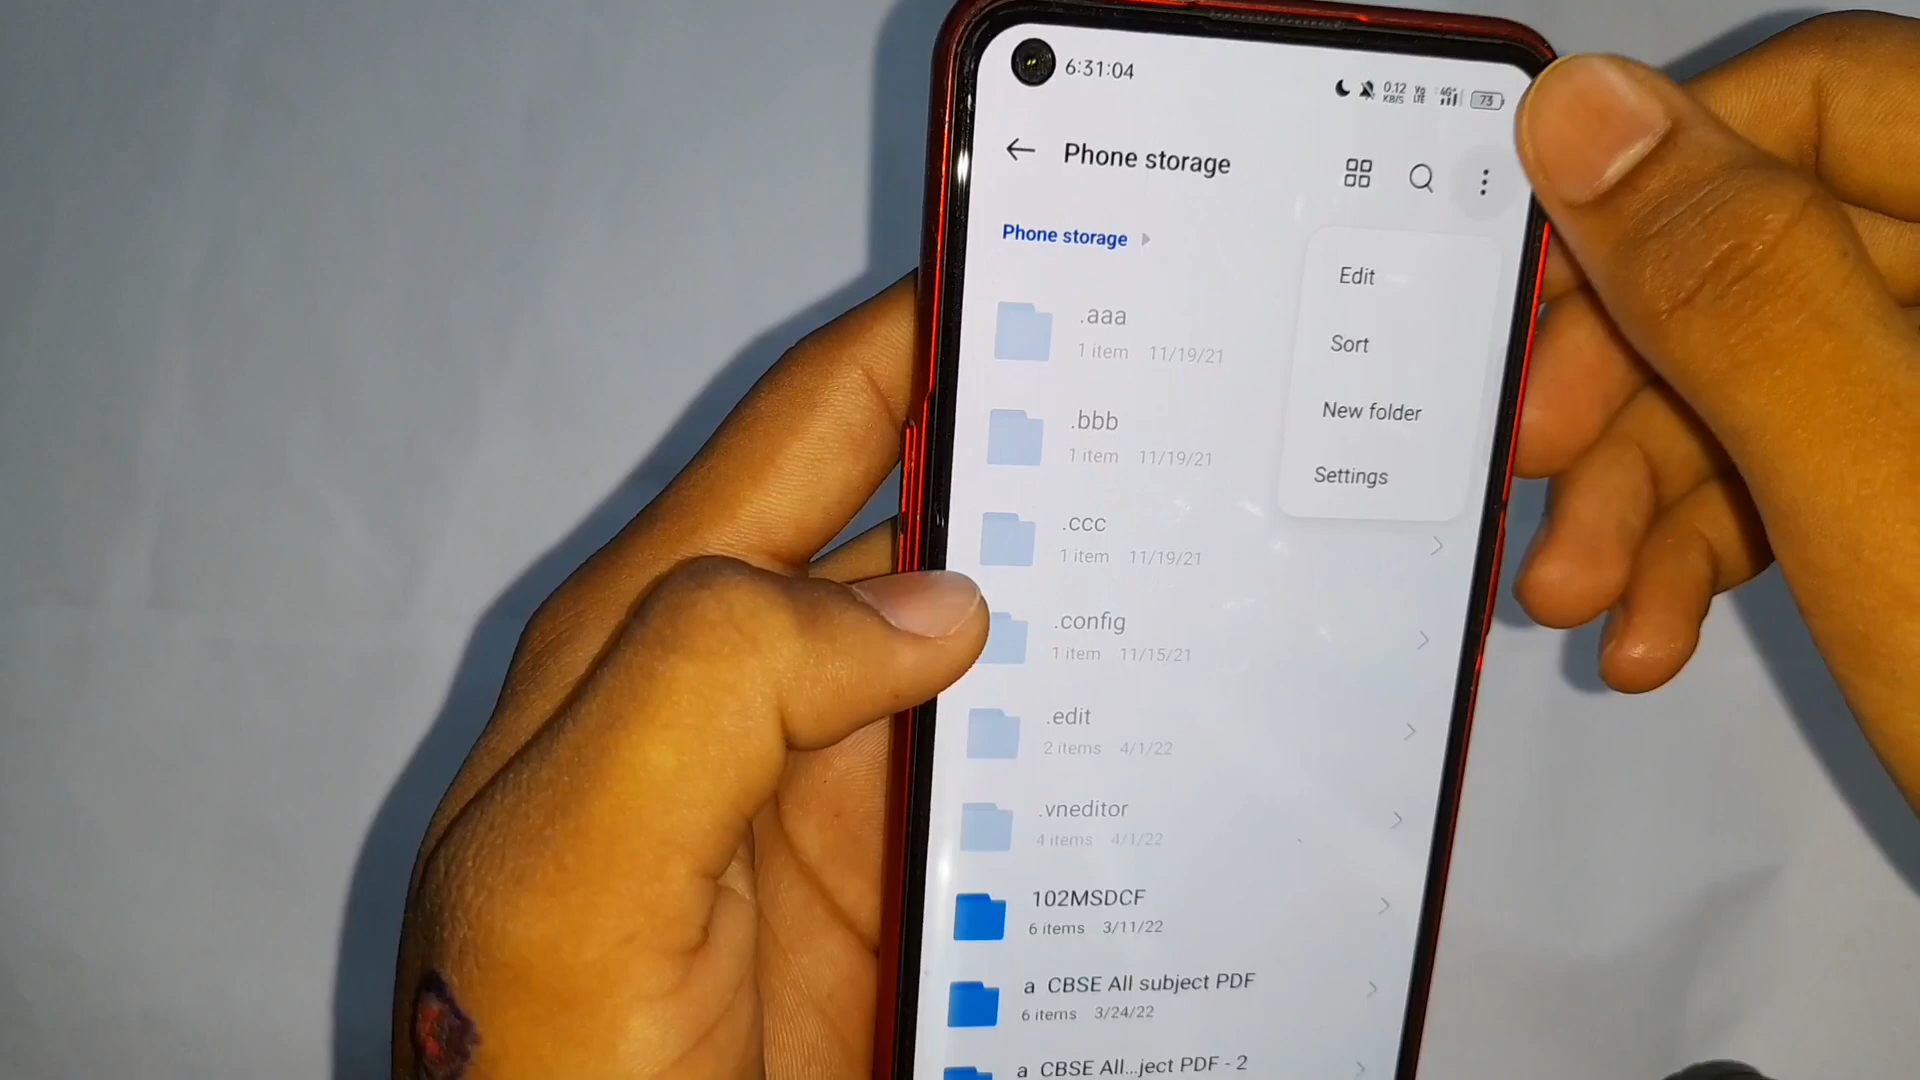 6:31:04
0.12 KB/S Vo LTE 4G+ 73
Phone storage
Phone storage
Edit
Sort
New folder
Settings
.aaa
1 item 11/19/21
.bbb
1 item 11/19/21
.ccc
1 item 11/19/21
.config
1 item 11/15/21
.edit
2 items 4/1/22
.vneditor
4 items 4/1/22
102MSDCF
6 items 3/11/22
a CBSE All subject PDF
6 items 3/24/22
a CBSE All...ject PDF - 2